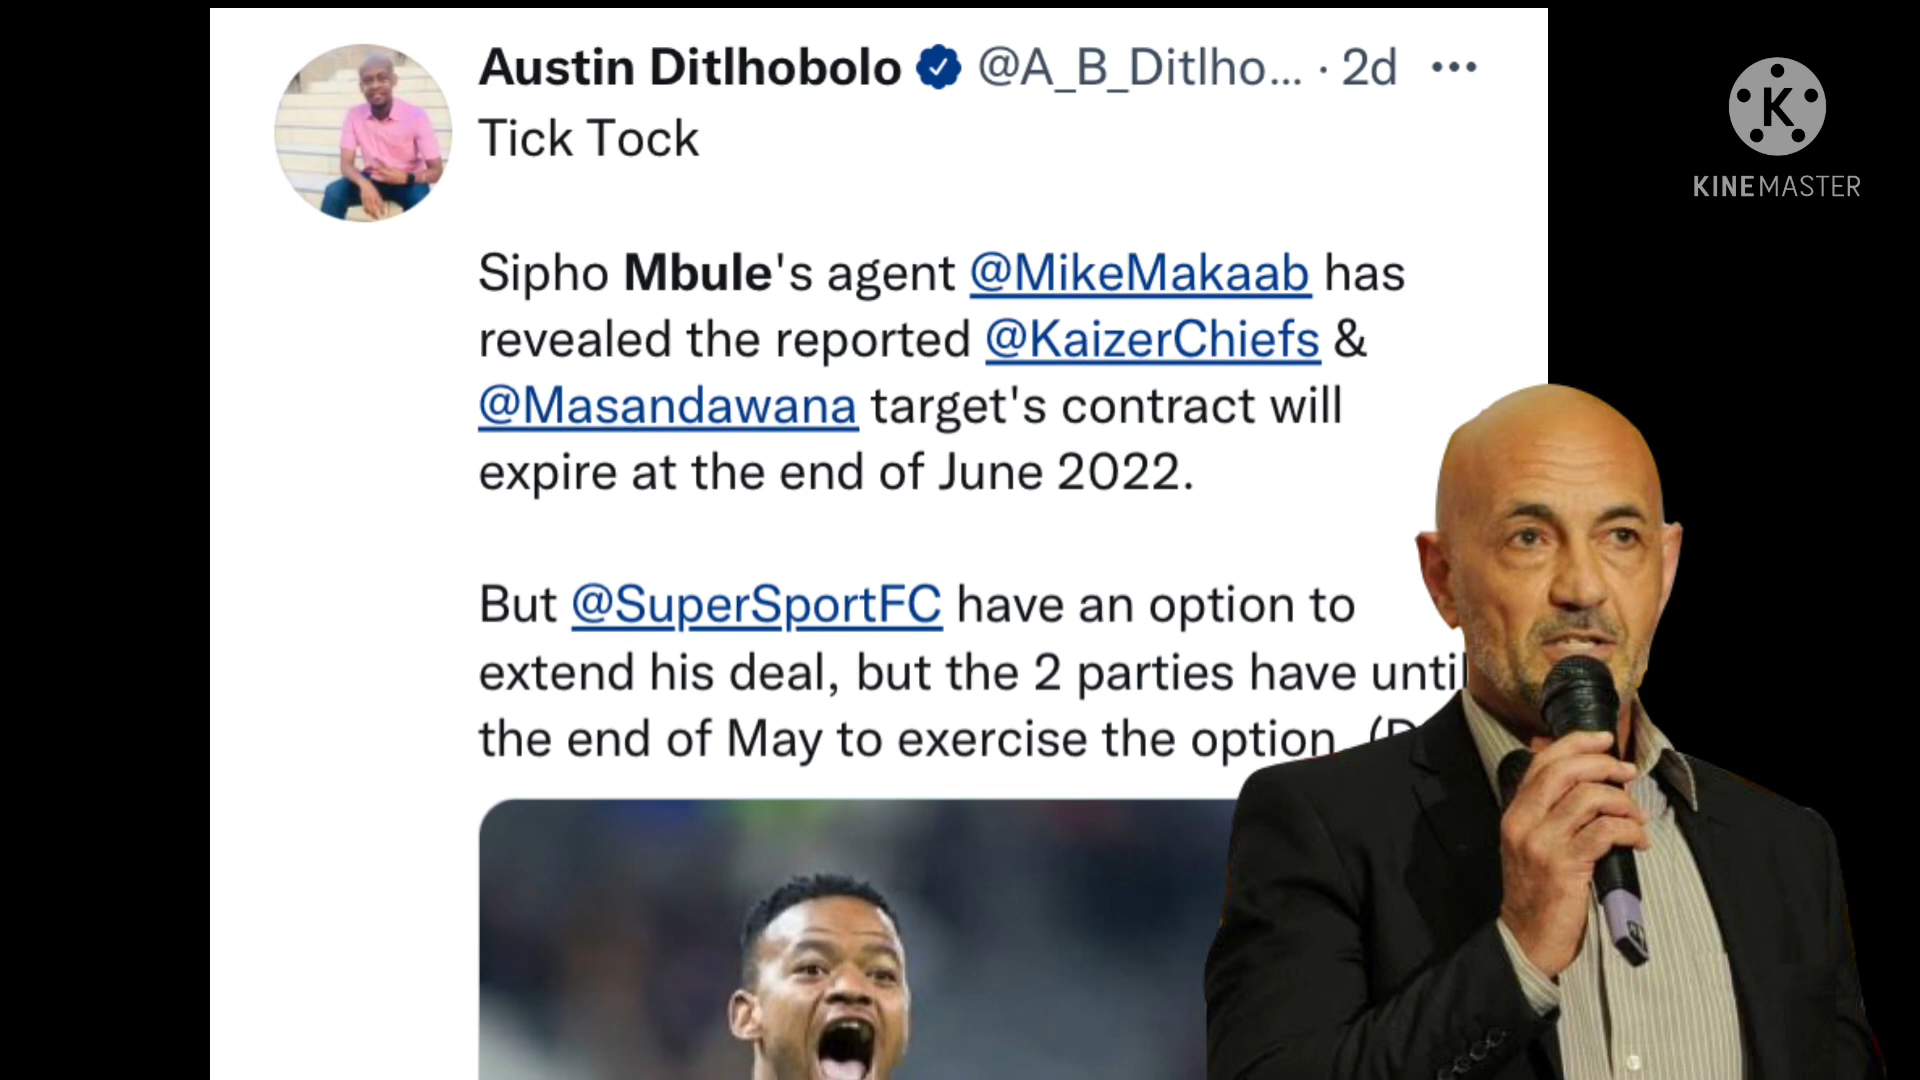 Austin Ditlhobolo @A_B_Ditlho... · 2d ...
Tick Tock
K
KINEMASTER
Sipho Mbule's agent @MikeMakaab has
revealed the reported @KaizerChiefs &
@Masandawana target's contract will
expire at the end of June 2022.
But @SuperSportFC have an option to
extend his deal, but the 2 parties have until
the end of May to exercise the option.